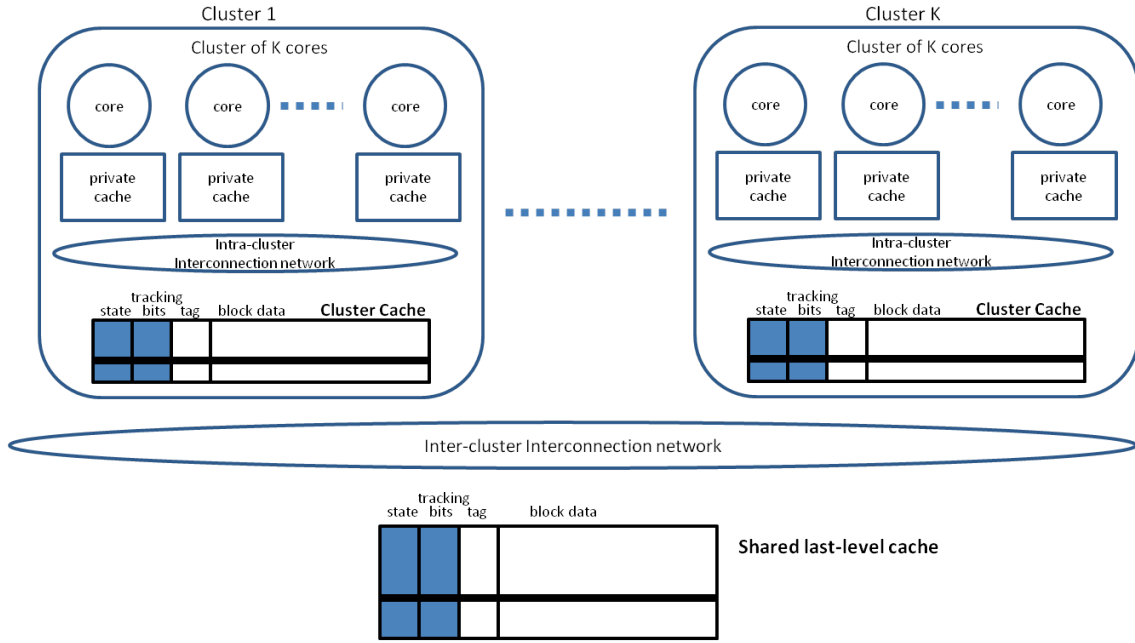 Cluster 1
Cluster K
Cluster of K cores
core
core
core
private
cache
private
cache
private
cache
Intra-cluster
Interconnection network
tracking
state bits tag block data Cluster Cache
Cluster of K cores
core
core
core
private
cache
private
cache
private
cache
Intra-cluster
Interconnection network
tracking
state bits tag block data Cluster Cache
Inter-cluster Interconnection network
tracking
state bits tag block data
Shared last-level cache